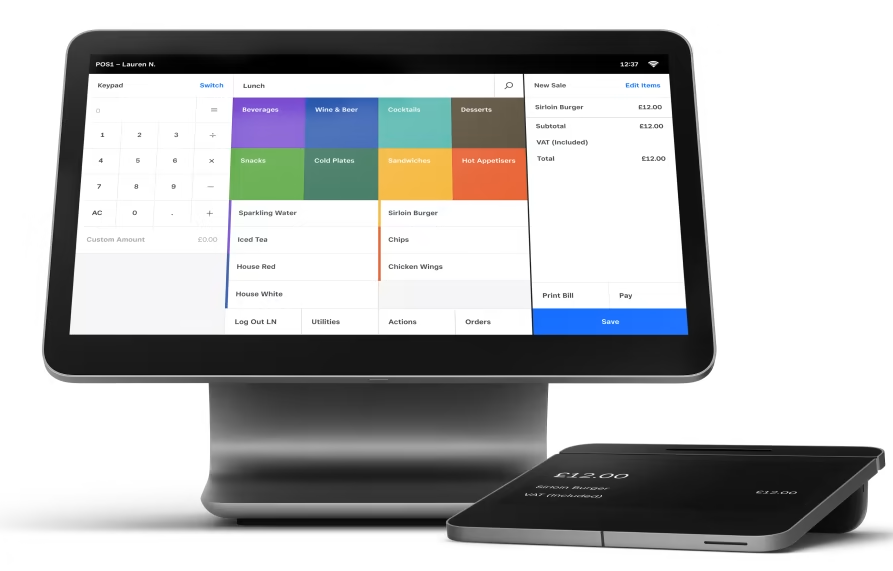 POS1 – Lauren N.
12:37
Keypad
Switch
0
=
1 2 3 ÷
4 5 6 ×
7 8 9 −
AC 0 . +
Custom Amount £0.00
Lunch
Beverages
Wine & Beer
Cocktails
Desserts
Snacks
Cold Plates
Sandwiches
Hot Appetisers
Sparkling Water
Sirloin Burger
Iced Tea
Chips
House Red
Chicken Wings
House White
Log Out LN
Utilities
Actions
Orders
New Sale
Edit Items
Sirloin Burger £12.00
Subtotal £12.00
VAT (Included)
Total £12.00
Print Bill
Pay
Save
£12.00
Sirloin Burger £12.00
VAT (Included)